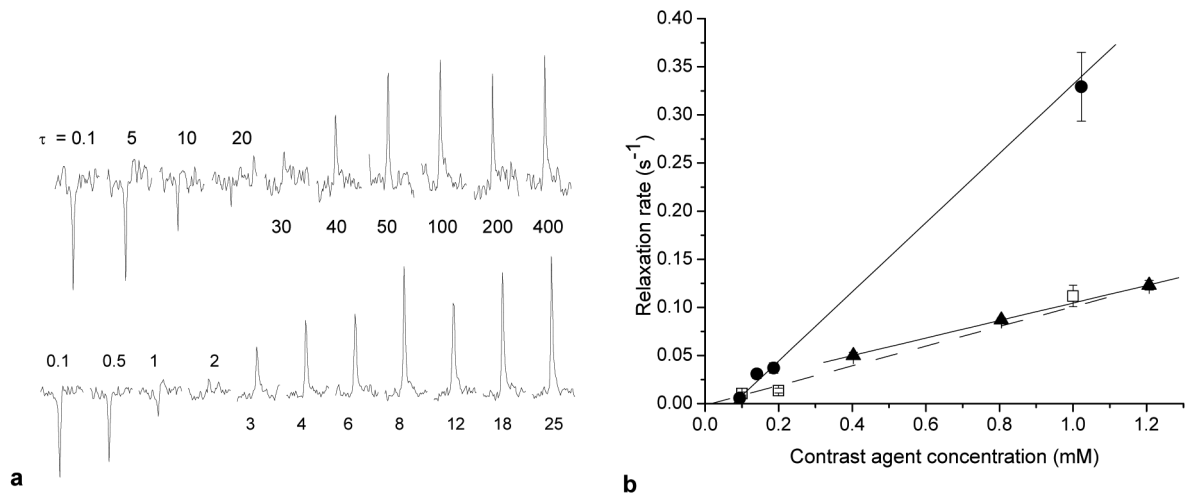 τ = 0.1 5 10 20
30 40 50 100 200 400
0.1 0.5 1 2
3 4 6 8 12 18 25
a
Relaxation rate (s⁻¹)
0.40
0.35
0.30
0.25
0.20
0.15
0.10
0.05
0.00
0.0 0.2 0.4 0.6 0.8 1.0 1.2
Contrast agent concentration (mM)
b